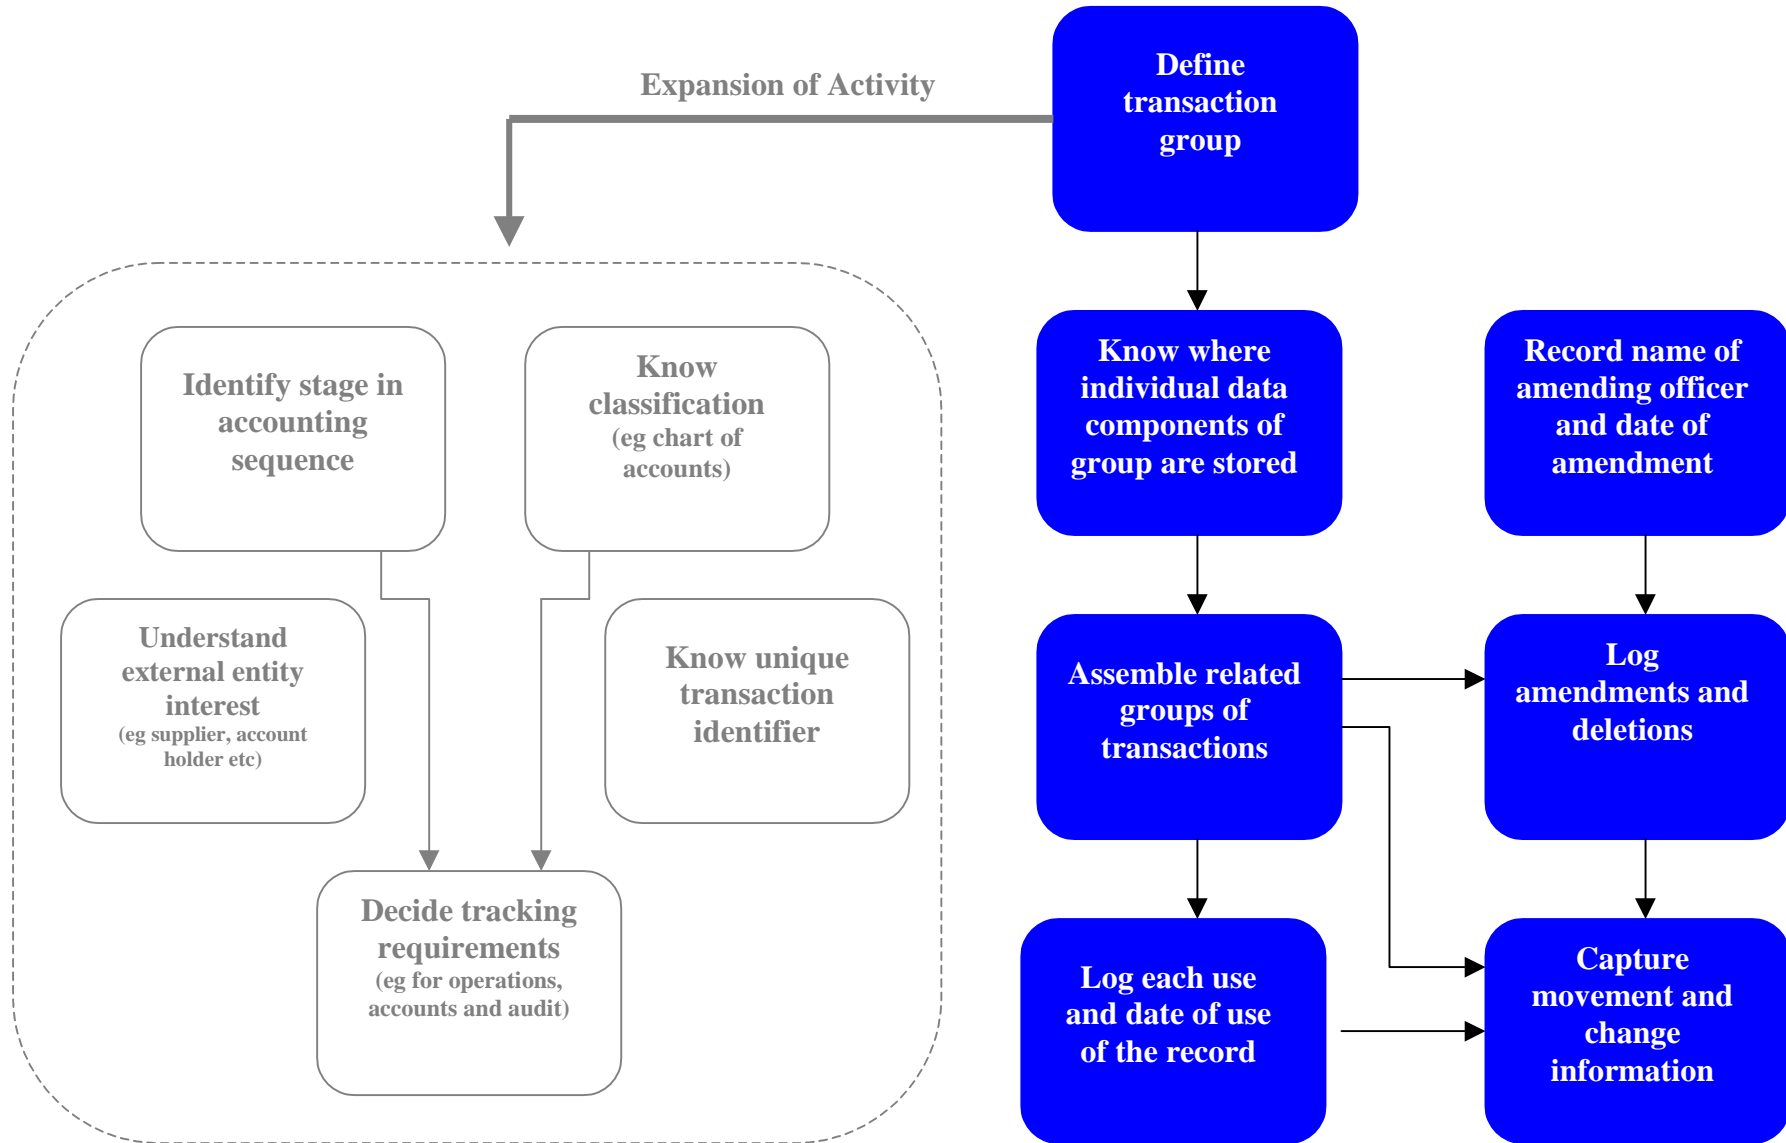 Define
transaction
group
Expansion of Activity
Identify stage in
accounting
sequence
Know
classification
(eg chart of
accounts)
Know where
individual data
components of
group are stored
Record name of
amending officer
and date of
amendment
Understand
external entity
interest
(eg supplier, account
holder etc)
Know unique
transaction
identifier
Assemble related
groups of
transactions
Log
amendments and
deletions
Decide tracking
requirements
(eg for operations,
accounts and audit)
Log each use
and date of use
of the record
Capture
movement and
change
information